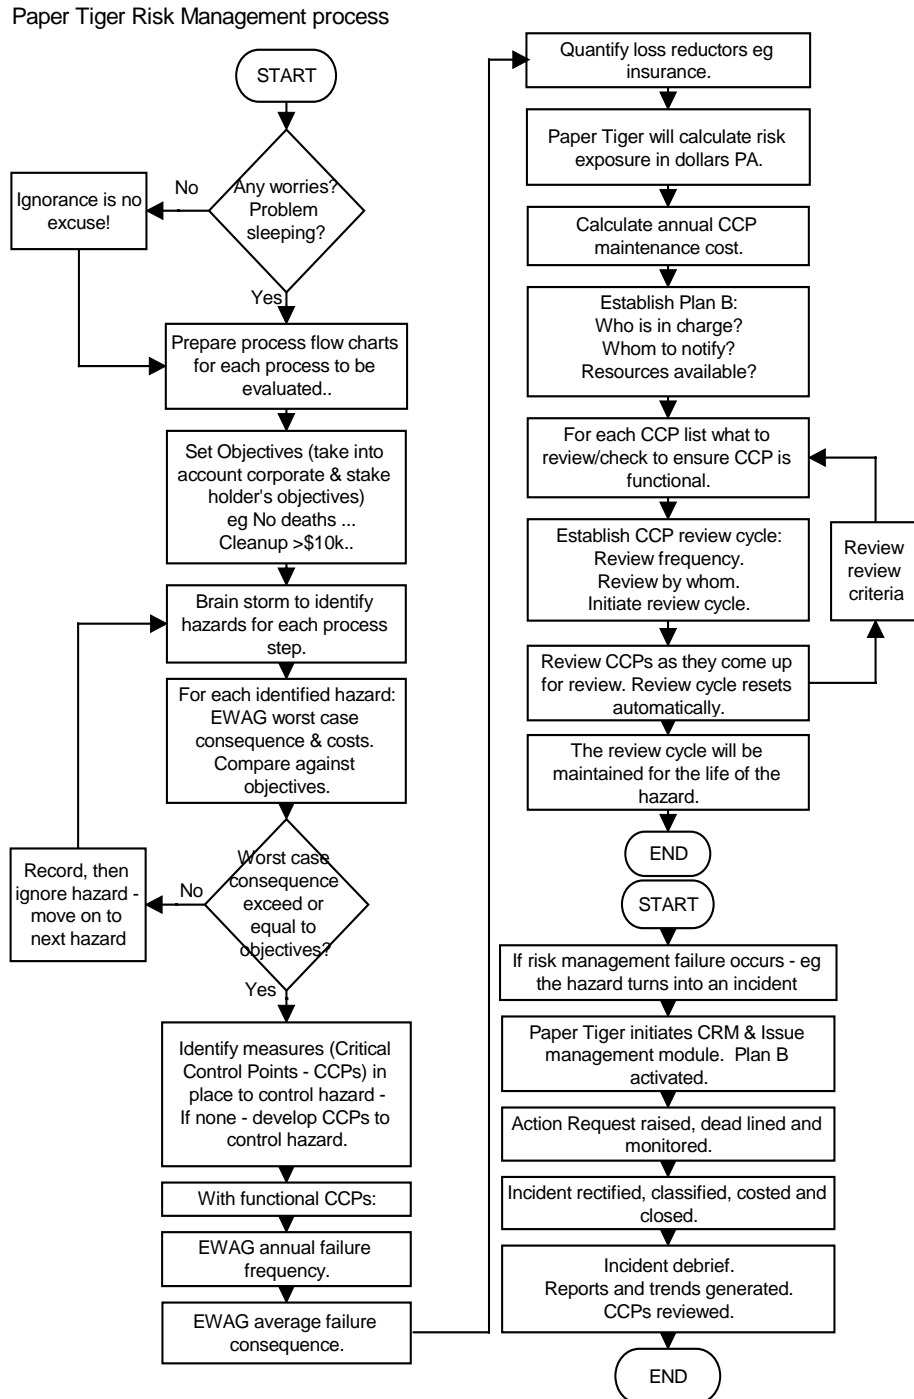 Paper Tiger Risk Management process
START
Any worries?
Problem
sleeping?
No
Ignorance is no
excuse!
Yes
Prepare process flow charts
for each process to be
evaluated..
Set Objectives (take into
account corporate & stake
holder's objectives)
eg No deaths ...
Cleanup >$10k..
Brain storm to identify
hazards for each process
step.
For each identified hazard:
EWAG worst case
consequence & costs.
Compare against
objectives.
Worst case
consequence
exceed or
equal to
objectives?
No
Record, then
ignore hazard -
move on to
next hazard
Yes
Identify measures (Critical
Control Points - CCPs) in
place to control hazard -
If none - develop CCPs to
control hazard.
With functional CCPs:
EWAG annual failure
frequency.
EWAG average failure
consequence.
Quantify loss reductors eg
insurance.
Paper Tiger will calculate risk
exposure in dollars PA.
Calculate annual CCP
maintenance cost.
Establish Plan B:
Who is in charge?
Whom to notify?
Resources available?
For each CCP list what to
review/check to ensure CCP is
functional.
Establish CCP review cycle:
Review frequency.
Review by whom.
Initiate review cycle.
Review
review
criteria
Review CCPs as they come up
for review. Review cycle resets
automatically.
The review cycle will be
maintained for the life of the
hazard.
END
START
If risk management failure occurs - eg
the hazard turns into an incident
Paper Tiger initiates CRM & Issue
management module.  Plan B
activated.
Action Request raised, dead lined and
monitored.
Incident rectified, classified, costed and
closed.
Incident debrief.
Reports and trends generated.
CCPs reviewed.
END